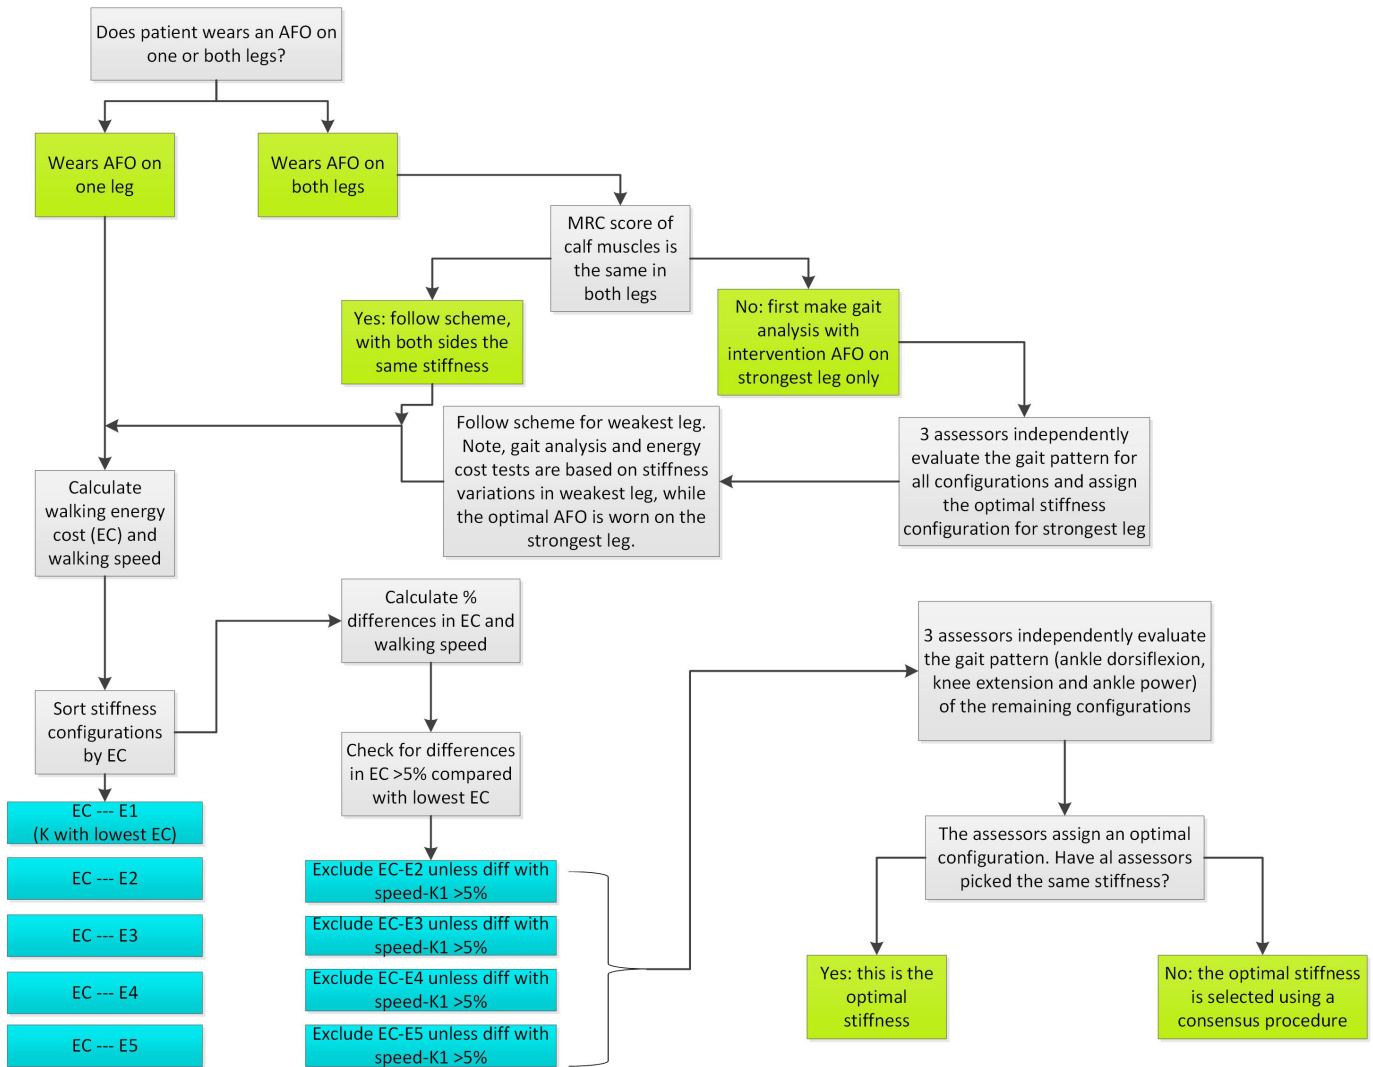 Does patient wears an AFO on
one or both legs?
Wears AFO on
one leg
Wears AFO on
both legs
MRC score of
calf muscles is
the same in
both legs
Yes: follow scheme,
with both sides the
same stiffness
No: first make gait
analysis with
intervention AFO on
strongest leg only
3 assessors independently
evaluate the gait pattern for
all configurations and assign
the optimal stiffness
configuration for strongest leg
Follow scheme for weakest leg.
Note, gait analysis and energy
cost tests are based on stiffness
variations in weakest leg, while
the optimal AFO is worn on the
strongest leg.
Calculate
walking energy
cost (EC) and
walking speed
Sort stiffness
configurations
by EC
EC --- E1
(K with lowest EC)
EC --- E2
EC --- E3
EC --- E4
EC --- E5
Calculate %
differences in EC and
walking speed
Check for differences
in EC >5% compared
with lowest EC
Exclude EC-E2 unless diff with
speed-K1 >5%
Exclude EC-E3 unless diff with
speed-K1 >5%
Exclude EC-E4 unless diff with
speed-K1 >5%
Exclude EC-E5 unless diff with
speed-K1 >5%
3 assessors independently evaluate
the gait pattern (ankle dorsiflexion,
knee extension and ankle power)
of the remaining configurations
The assessors assign an optimal
configuration. Have al assessors
picked the same stiffness?
Yes: this is the
optimal
stiffness
No: the optimal stiffness
is selected using a
consensus procedure